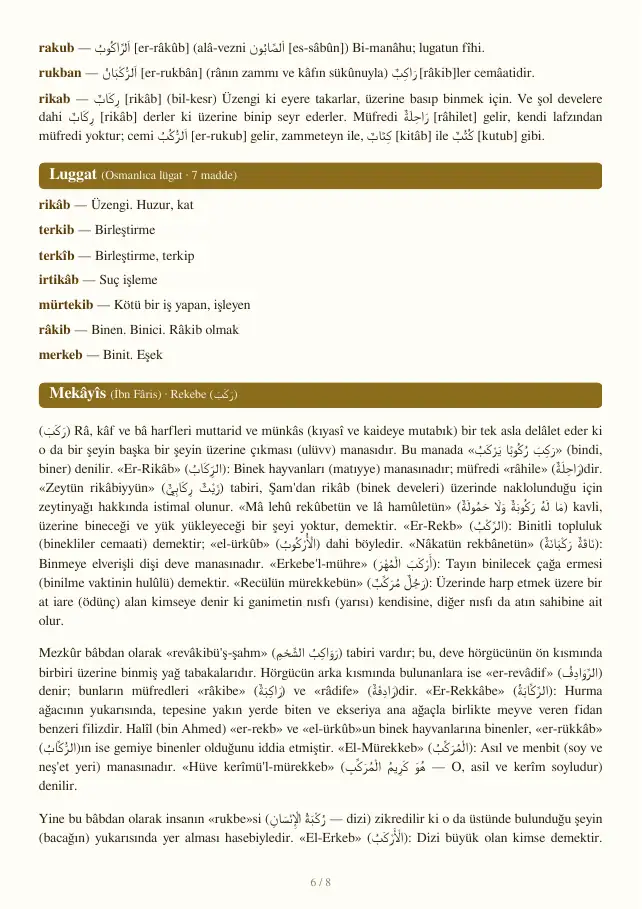 rakub — اَلرَّاكُوبُ [er-râkûb] (alâ-vezni اَلصَّابُون [es-sâbûn]) Bi-manâhu; lugatun fîhi.
rukban — اَلرُّكْبَانُ [er-rukbân] (rânın zammı ve kâfın sükûnuyla) رَاكِبٌ [râkib]ler cemâatidir.
rikab — رِكَابٌ [rikâb] (bil-kesr) Üzengi ki eyere takarlar, üzerine basıp binmek için. Ve şol develere
dahi رِكَابٌ [rikâb] derler ki üzerine binip seyr ederler. Müfredi رَاحِلَةٌ [râhilet] gelir, kendi lafzından
müfredi yoktur; cemi اَلرُّكُبُ [er-rukub] gelir, zammeteyn ile, كِتَابٌ [kitâb] ile كُتُبٌ [kutub] gibi.
Luggat (Osmanlıca lügat · 7 madde)
rikâb — Üzengi. Huzur, kat
terkib — Birleştirme
terkîb — Birleştirme, terkip
irtikâb — Suç işleme
mürtekib — Kötü bir iş yapan, işleyen
râkib — Binen. Binici. Râkib olmak
merkeb — Binit. Eşek
Mekâyîs (İbn Fâris) · Rekebe (رَكَبَ)
(رَكَبَ) Râ, kâf ve bâ harfleri muttarid ve münkâs (kıyasî ve kaideye mutabık) bir tek asla delâlet eder ki
o da bir şeyin başka bir şeyin üzerine çıkması (ulüvv) manasıdır. Bu manada «رَكِبَ رُكُوبًا يَرْكَبُ» (bindi,
biner) denilir. «Er-Rikâb» (الرِّكَابُ): Binek hayvanları (matıyye) manasınadır; müfredi «râhile» (رَاحِلَةٌ)dir.
«Zeytün rikâbiyyün» (زَيْتٌ رِكَابِيٌّ) tabiri, Şam'dan rikâb (binek develeri) üzerinde naklolunduğu için
zeytinyağı hakkında istimal olunur. «Mâ lehû rekûbetün ve lâ hamûletün» (مَا لَهُ رَكُوبَةٌ وَلَا حَمُولَةٌ) kavli,
üzerine bineceği ve yük yükleyeceği bir şeyi yoktur, demektir. «Er-Rekb» (الرَّكْبُ): Binitli topluluk
(binekliler cemaati) demektir; «el-ürkûb» (الْأُرْكُوبُ) dahi böyledir. «Nâkatün rekbânetün» (نَاقَةٌ رَكْبَانَةٌ):
Binmeye elverişli dişi deve manasınadır. «Erkebe'l-mühre» (أَرْكَبَ الْمُهْرَ): Tayın binilecek çağa ermesi
(binilme vaktinin hulûlü) demektir. «Recülün mürekkebün» (رَجُلٌ مُرَكَّبٌ): Üzerinde harp etmek üzere bir
at iare (ödünç) alan kimseye denir ki ganimetin nısfı (yarısı) kendisine, diğer nısfı da atın sahibine ait
olur.
Mezkûr bâbdan olarak «revâkibü'ş-şahm» (رَوَاكِبُ الشَّحْمِ) tabiri vardır; bu, deve hörgücünün ön kısmında
birbiri üzerine binmiş yağ tabakalarıdır. Hörgücün arka kısmında bulunanlara ise «er-revâdif» (الرَّوَادِفُ)
denir; bunların müfredleri «râkibe» (رَاكِبَةٌ) ve «râdife» (رَادِفَةٌ)dir. «Er-Rekkâbe» (الرَّكَّابَةُ): Hurma
ağacının yukarısında, tepesine yakın yerde biten ve ekseriya ana ağaçla birlikte meyve veren fidan
benzeri filizdir. Halîl (bin Ahmed) «er-rekb» ve «el-ürkûb»un binek hayvanlarına binenler, «er-rükkâb»
(الرُّكَّابُ)ın ise gemiye binenler olduğunu iddia etmiştir. «El-Mürekkeb» (الْمُرَكَّبُ): Asıl ve menbit (soy ve
neş'et yeri) manasınadır. «Hüve kerîmü'l-mürekkeb» (هُوَ كَرِيمُ الْمُرَكَّبِ — O, asil ve kerîm soyludur)
denilir.
Yine bu bâbdan olarak insanın «rukbe»si (رُكْبَةُ الْإِنْسَانِ — dizi) zikredilir ki o da üstünde bulunduğu şeyin
(bacağın) yukarısında yer alması hasebiyledir. «El-Erkeb» (الْأَرْكَبُ): Dizi büyük olan kimse demektir.
6 / 8